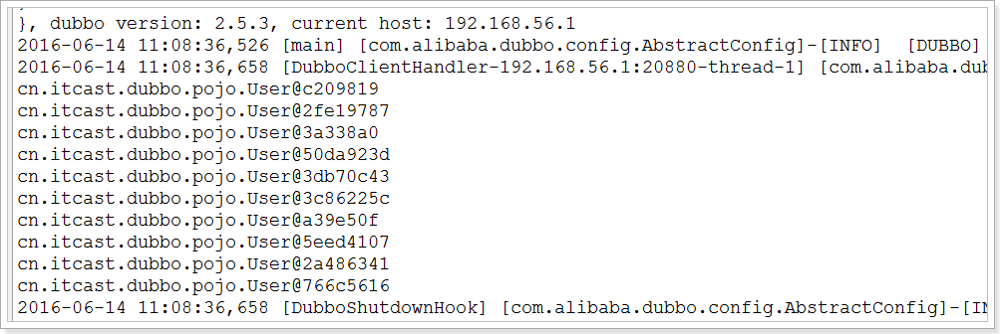 }, dubbo version: 2.5.3, current host: 192.168.56.1
2016-06-14 11:08:36,526 [main] [com.alibaba.dubbo.config.AbstractConfig]-[INFO]  [DUBBO]
2016-06-14 11:08:36,658 [DubboClientHandler-192.168.56.1:20880-thread-1] [com.alibaba.dub
cn.itcast.dubbo.pojo.User@c209819
cn.itcast.dubbo.pojo.User@2fe19787
cn.itcast.dubbo.pojo.User@3a338a0
cn.itcast.dubbo.pojo.User@50da923d
cn.itcast.dubbo.pojo.User@3db70c43
cn.itcast.dubbo.pojo.User@3c86225c
cn.itcast.dubbo.pojo.User@a39e50f
cn.itcast.dubbo.pojo.User@5eed4107
cn.itcast.dubbo.pojo.User@2a486341
cn.itcast.dubbo.pojo.User@766c5616
2016-06-14 11:08:36,658 [DubboShutdownHook] [com.alibaba.dubbo.config.AbstractConfig]-[IN